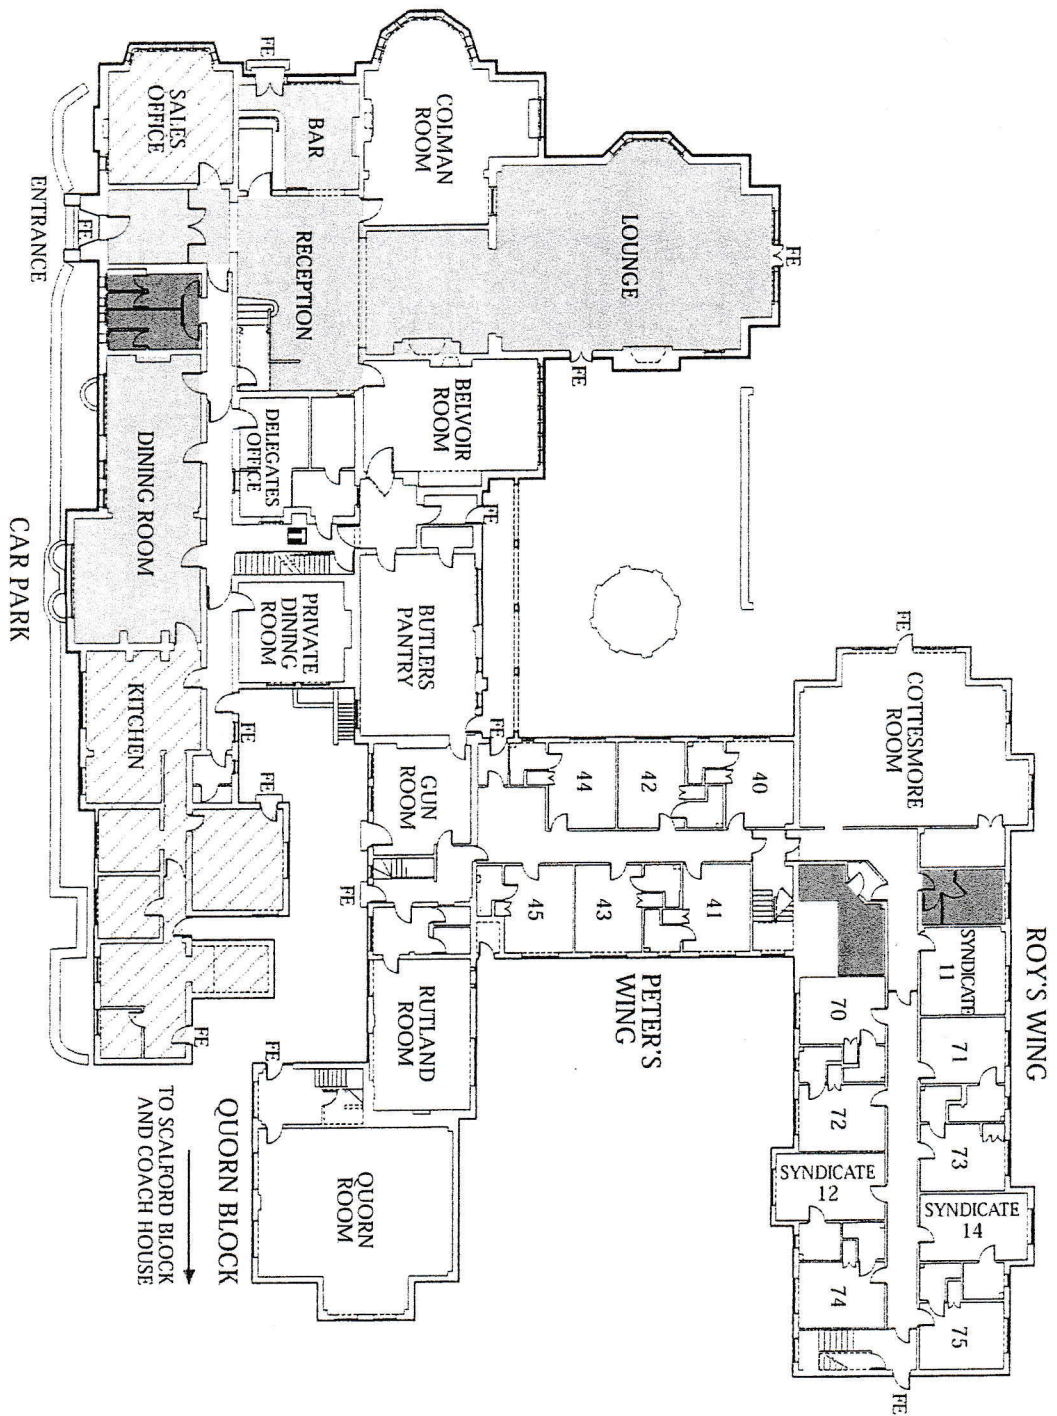 FE
SALES
OFFICE
BAR
COLMAN
ROOM
LOUNGE
FE
ENTRANCE
FE
RECEPTION
FE
BELVOIR
ROOM
DELEGATES
OFFICE
DINING ROOM
FE
CAR PARK
PRIVATE
DINING
ROOM
BUTLERS
PANTRY
KITCHEN
FE
FE
FE
GUN
ROOM
FE
FE
COTTESMORE
ROOM
44
42
40
45
43
41
PETER'S
WING
ROY'S WING
SYNDICATE
11
70
71
72
73
SYNDICATE
12
SYNDICATE
14
74
75
FE
RUTLAND
ROOM
FE
FE
QUORN
ROOM
QUORN BLOCK
TO SCALFORD BLOCK
AND COACH HOUSE